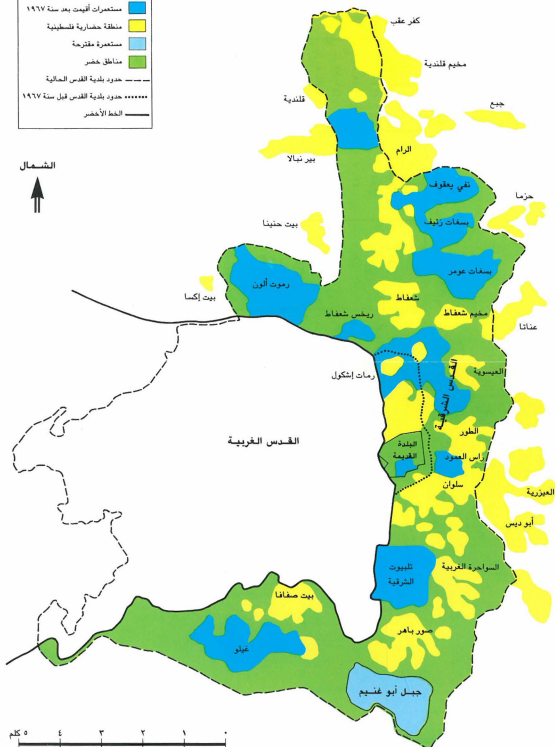 مستعمرات أقيمت بعد سنة ١٩٦٧
منطقة حضارية فلسطينية
مستعمرة مقترحة
مناطق خضر
حدود بلدية القدس الحالية
حدود بلدية القدس قبل سنة ١٩٦٧
الخط الأخضر
الشمال
كفر عقب
مخيم قلندية
قلندية
جبع
الرام
بير نبالا
نفي يعقوف
حزما
بسغات زئيف
بيت حنينا
بسغات عومر
رموت ألون
بيت إكسا
شعفاط
ريخس شعفاط
مخيم شعفاط
عناتا
رمات إشكول
القدس الشرقية
العيسوية
الطور
القدس الغربية
البلدة
القديمة
راس العمود
سلوان
العيزرية
أبو ديس
تلبيوت
الشرقية
السواحرة الغربية
بيت صفافا
صور باهر
غيلو
جبل أبو غنيم
٥ كلم ٤ ٣ ٢ ١ ٠